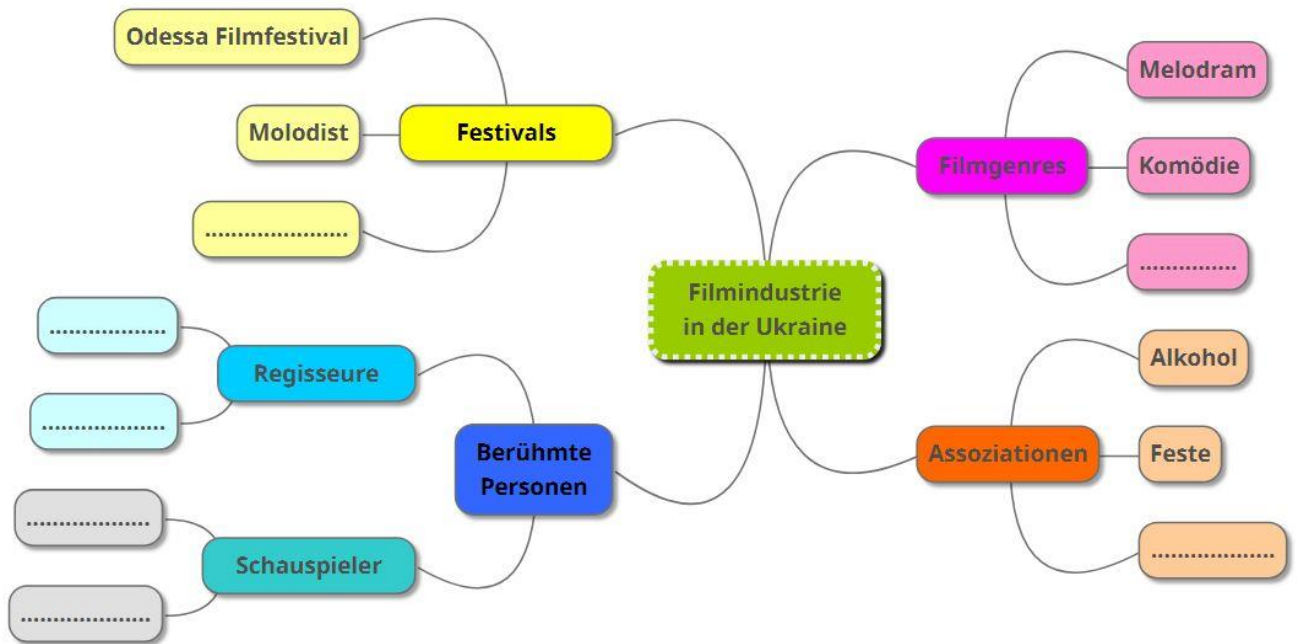 Odessa Filmfestival
Molodist
Festivals
......................
Melodram
Filmgenres
Komödie
...............
Filmindustrie
in der Ukraine
..................
Regisseure
...................
Berühmte
Personen
...................
Schauspieler
....................
Alkohol
Assoziationen
Feste
...................